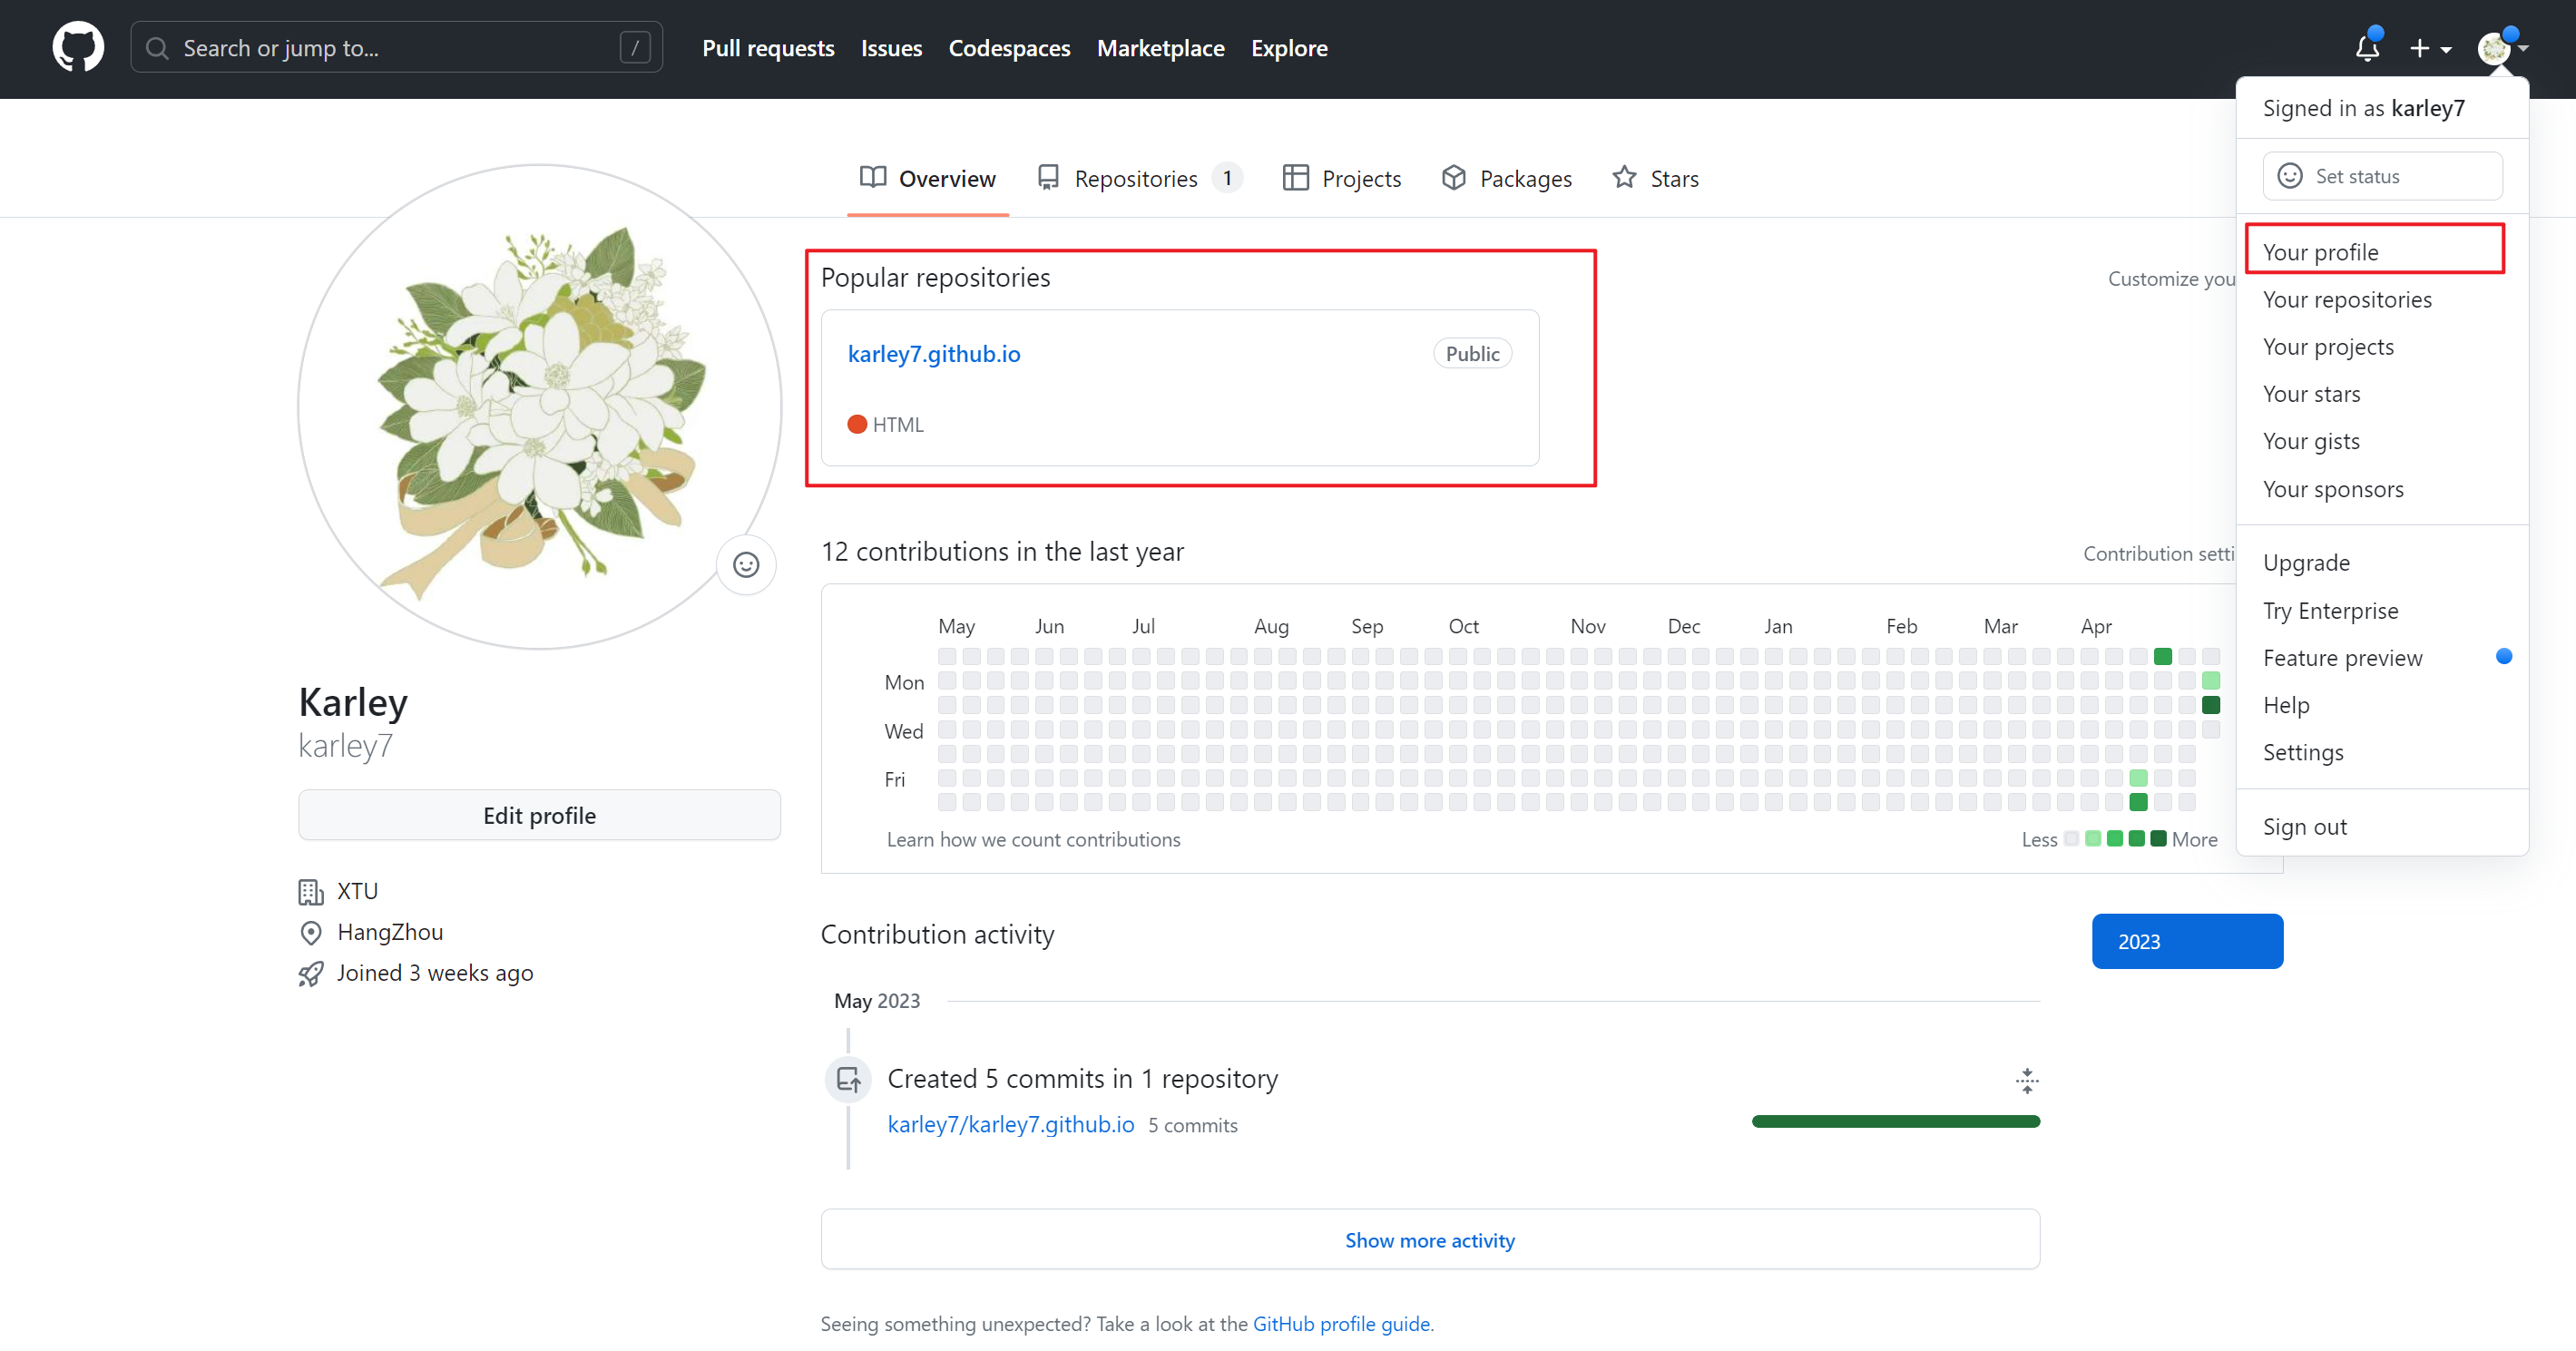 Search or jump to... /
Pull requests Issues Codespaces Marketplace Explore
Signed in as karley7
Set status
Your profile
Your repositories
Your projects
Your stars
Your gists
Your sponsors
Upgrade
Try Enterprise
Feature preview
Help
Settings
Sign out
Overview Repositories 1 Projects Packages Stars
Karley
karley7
Edit profile
XTU
HangZhou
Joined 3 weeks ago
Popular repositories
Customize you
karley7.github.io Public
HTML
12 contributions in the last year
Contribution setti
May Jun Jul Aug Sep Oct Nov Dec Jan Feb Mar Apr
Mon
Wed
Fri
Learn how we count contributions
Less More
Contribution activity
2023
May 2023
Created 5 commits in 1 repository
karley7/karley7.github.io 5 commits
Show more activity
Seeing something unexpected? Take a look at the GitHub profile guide.